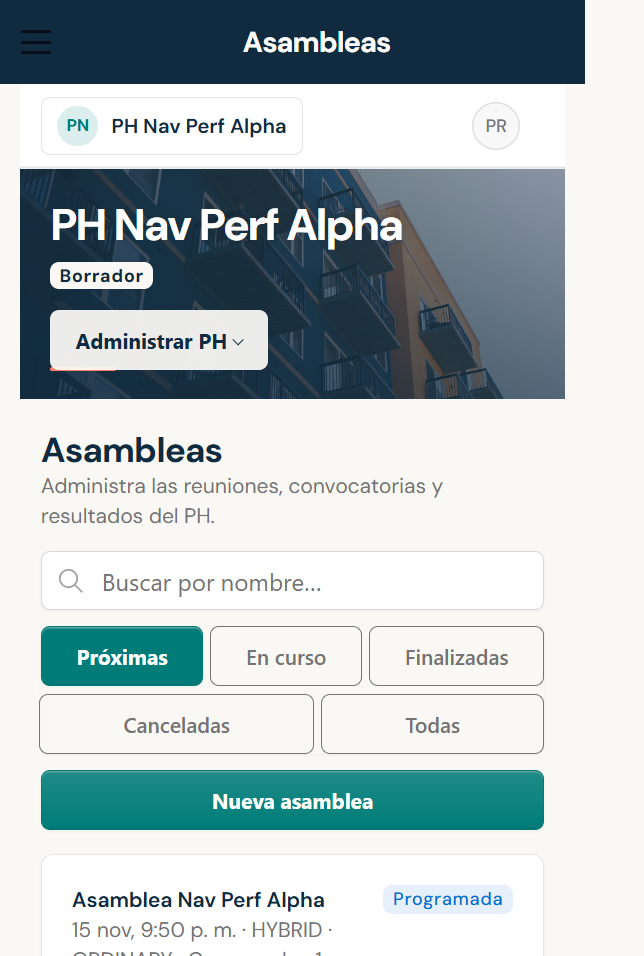 Asambleas
PN PH Nav Perf Alpha PR
PH Nav Perf Alpha
Borrador
Administrar PH
Asambleas
Administra las reuniones, convocatorias y
resultados del PH.
Buscar por nombre...
Próximas En curso Finalizadas
Canceladas Todas
Nueva asamblea
Asamblea Nav Perf Alpha Programada
15 nov, 9:50 p. m. · HYBRID ·